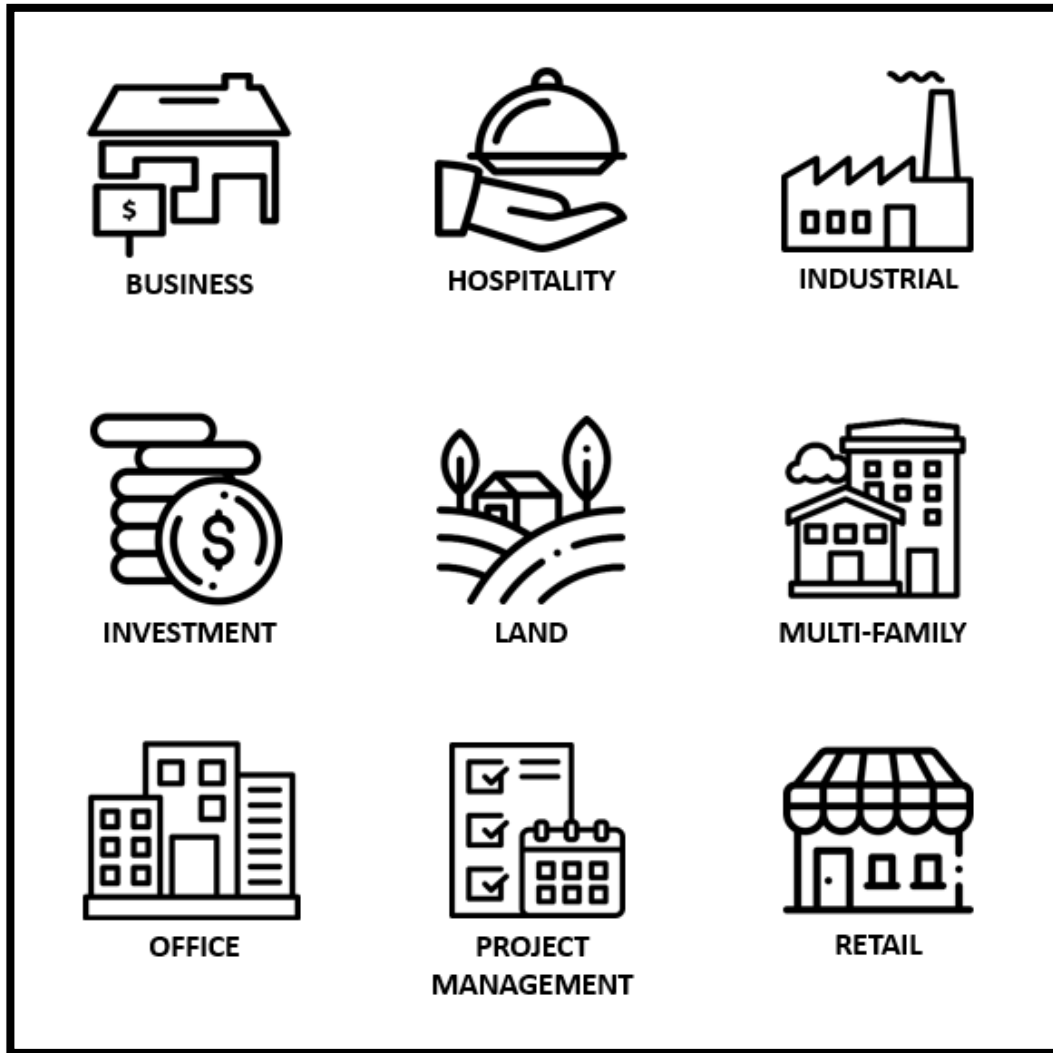 $
BUSINESS
HOSPITALITY
INDUSTRIAL
$
INVESTMENT
LAND
MULTI-FAMILY
OFFICE
PROJECT
MANAGEMENT
RETAIL